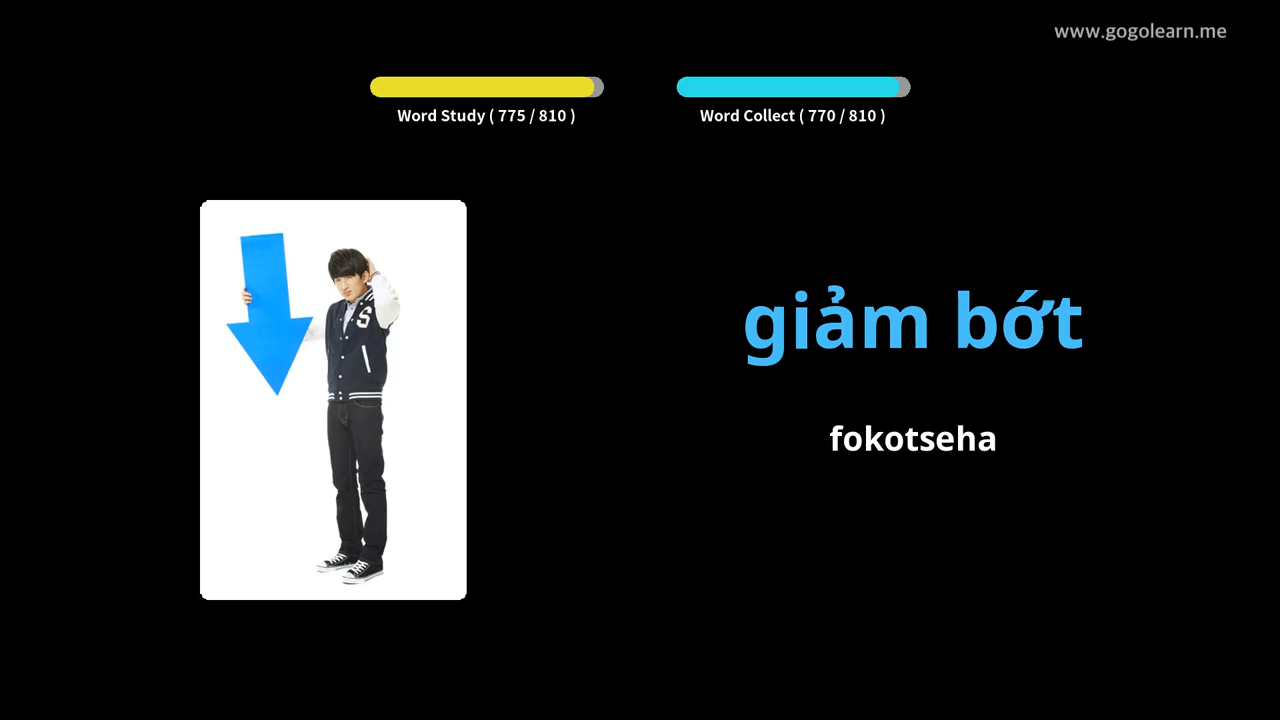 www.gogolearn.me
Word Study ( 775 / 810 )
Word Collect ( 770 / 810 )
S
giảm bớt
fokotseha